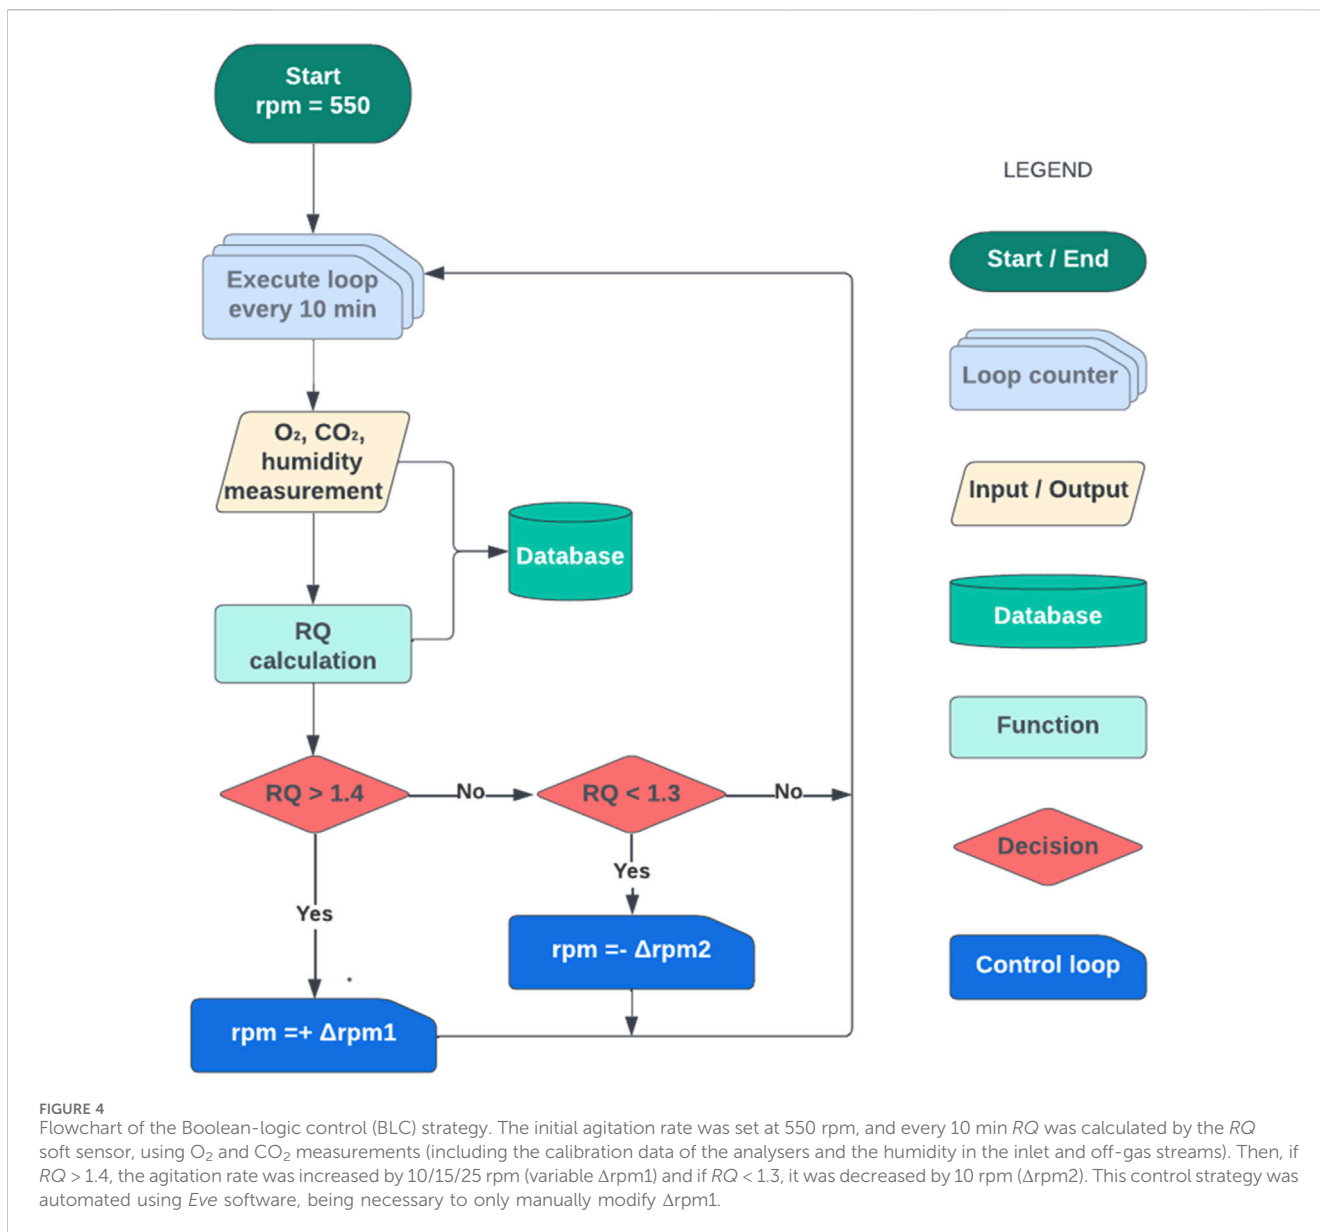 Start
rpm = 550
Execute loop
every 10 min
O₂, CO₂,
humidity
measurement
Database
RQ
calculation
RQ > 1.4
No
RQ < 1.3
No
Yes
Yes
rpm =- Δrpm2
rpm =+ Δrpm1
LEGEND
Start / End
Loop counter
Input / Output
Database
Function
Decision
Control loop
FIGURE 4
Flowchart of the Boolean-logic control (BLC) strategy. The initial agitation rate was set at 550 rpm, and every 10 min RQ was calculated by the RQ
soft sensor, using O₂ and CO₂ measurements (including the calibration data of the analysers and the humidity in the inlet and off-gas streams). Then, if
RQ > 1.4, the agitation rate was increased by 10/15/25 rpm (variable Δrpm1) and if RQ < 1.3, it was decreased by 10 rpm (Δrpm2). This control strategy was
automated using Eve software, being necessary to only manually modify Δrpm1.